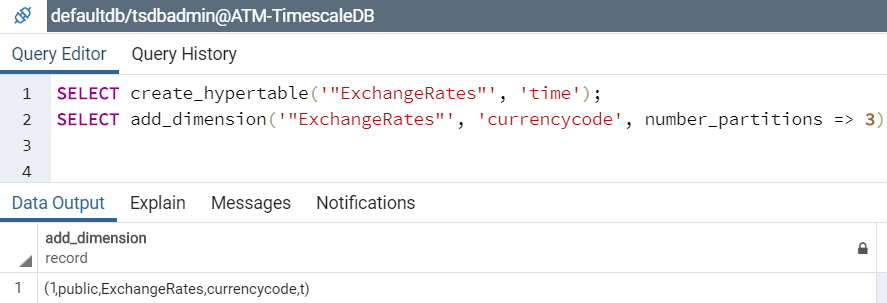 defaultdb/tsdbadmin@ATM-TimescaleDB
Query Editor Query History
1 SELECT create_hypertable('"ExchangeRates"', 'time');
2 SELECT add_dimension('"ExchangeRates"', 'currencycode', number_partitions => 3)
3
4
Data Output Explain Messages Notifications
add_dimension
record
1 (1,public,ExchangeRates,currencycode,t)